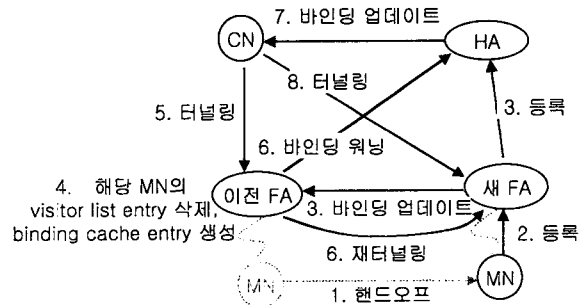 7. 바인딩 업데이트
CN
HA
8. 터널링
5. 터널링
3. 등록
6. 바인딩 워닝
4. 해당 MN의
visitor list entry 삭제,
binding cache entry 생성
이전 FA
새 FA
3. 바인딩 업데이트
2. 등록
6. 재터널링
MN
MN
1. 핸드오프